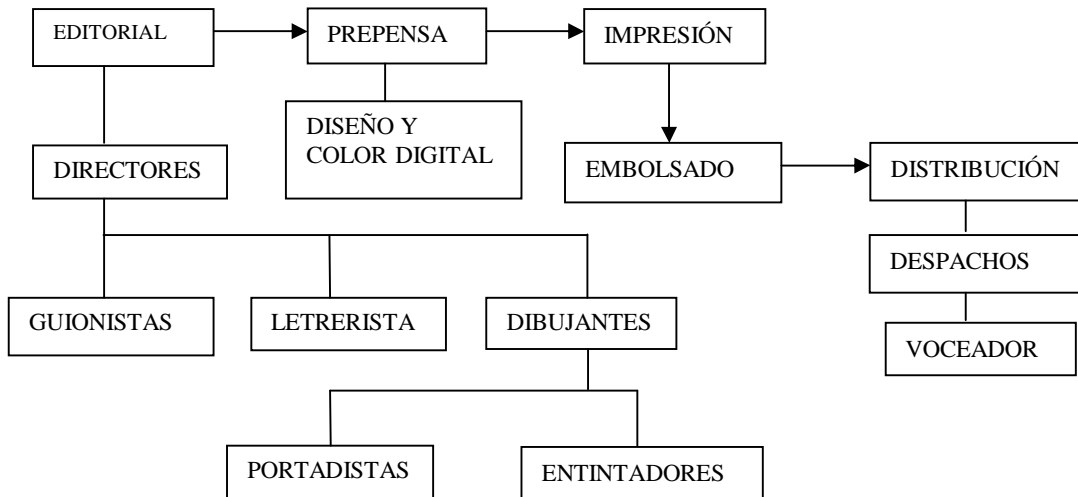 EDITORIAL
PREPENSA
IMPRESIÓN
DISEÑO Y
COLOR DIGITAL
DIRECTORES
EMBOLSADO
DISTRIBUCIÓN
DESPACHOS
GUIONISTAS
LETRERISTA
DIBUJANTES
VOCEADOR
PORTADISTAS
ENTINTADORES